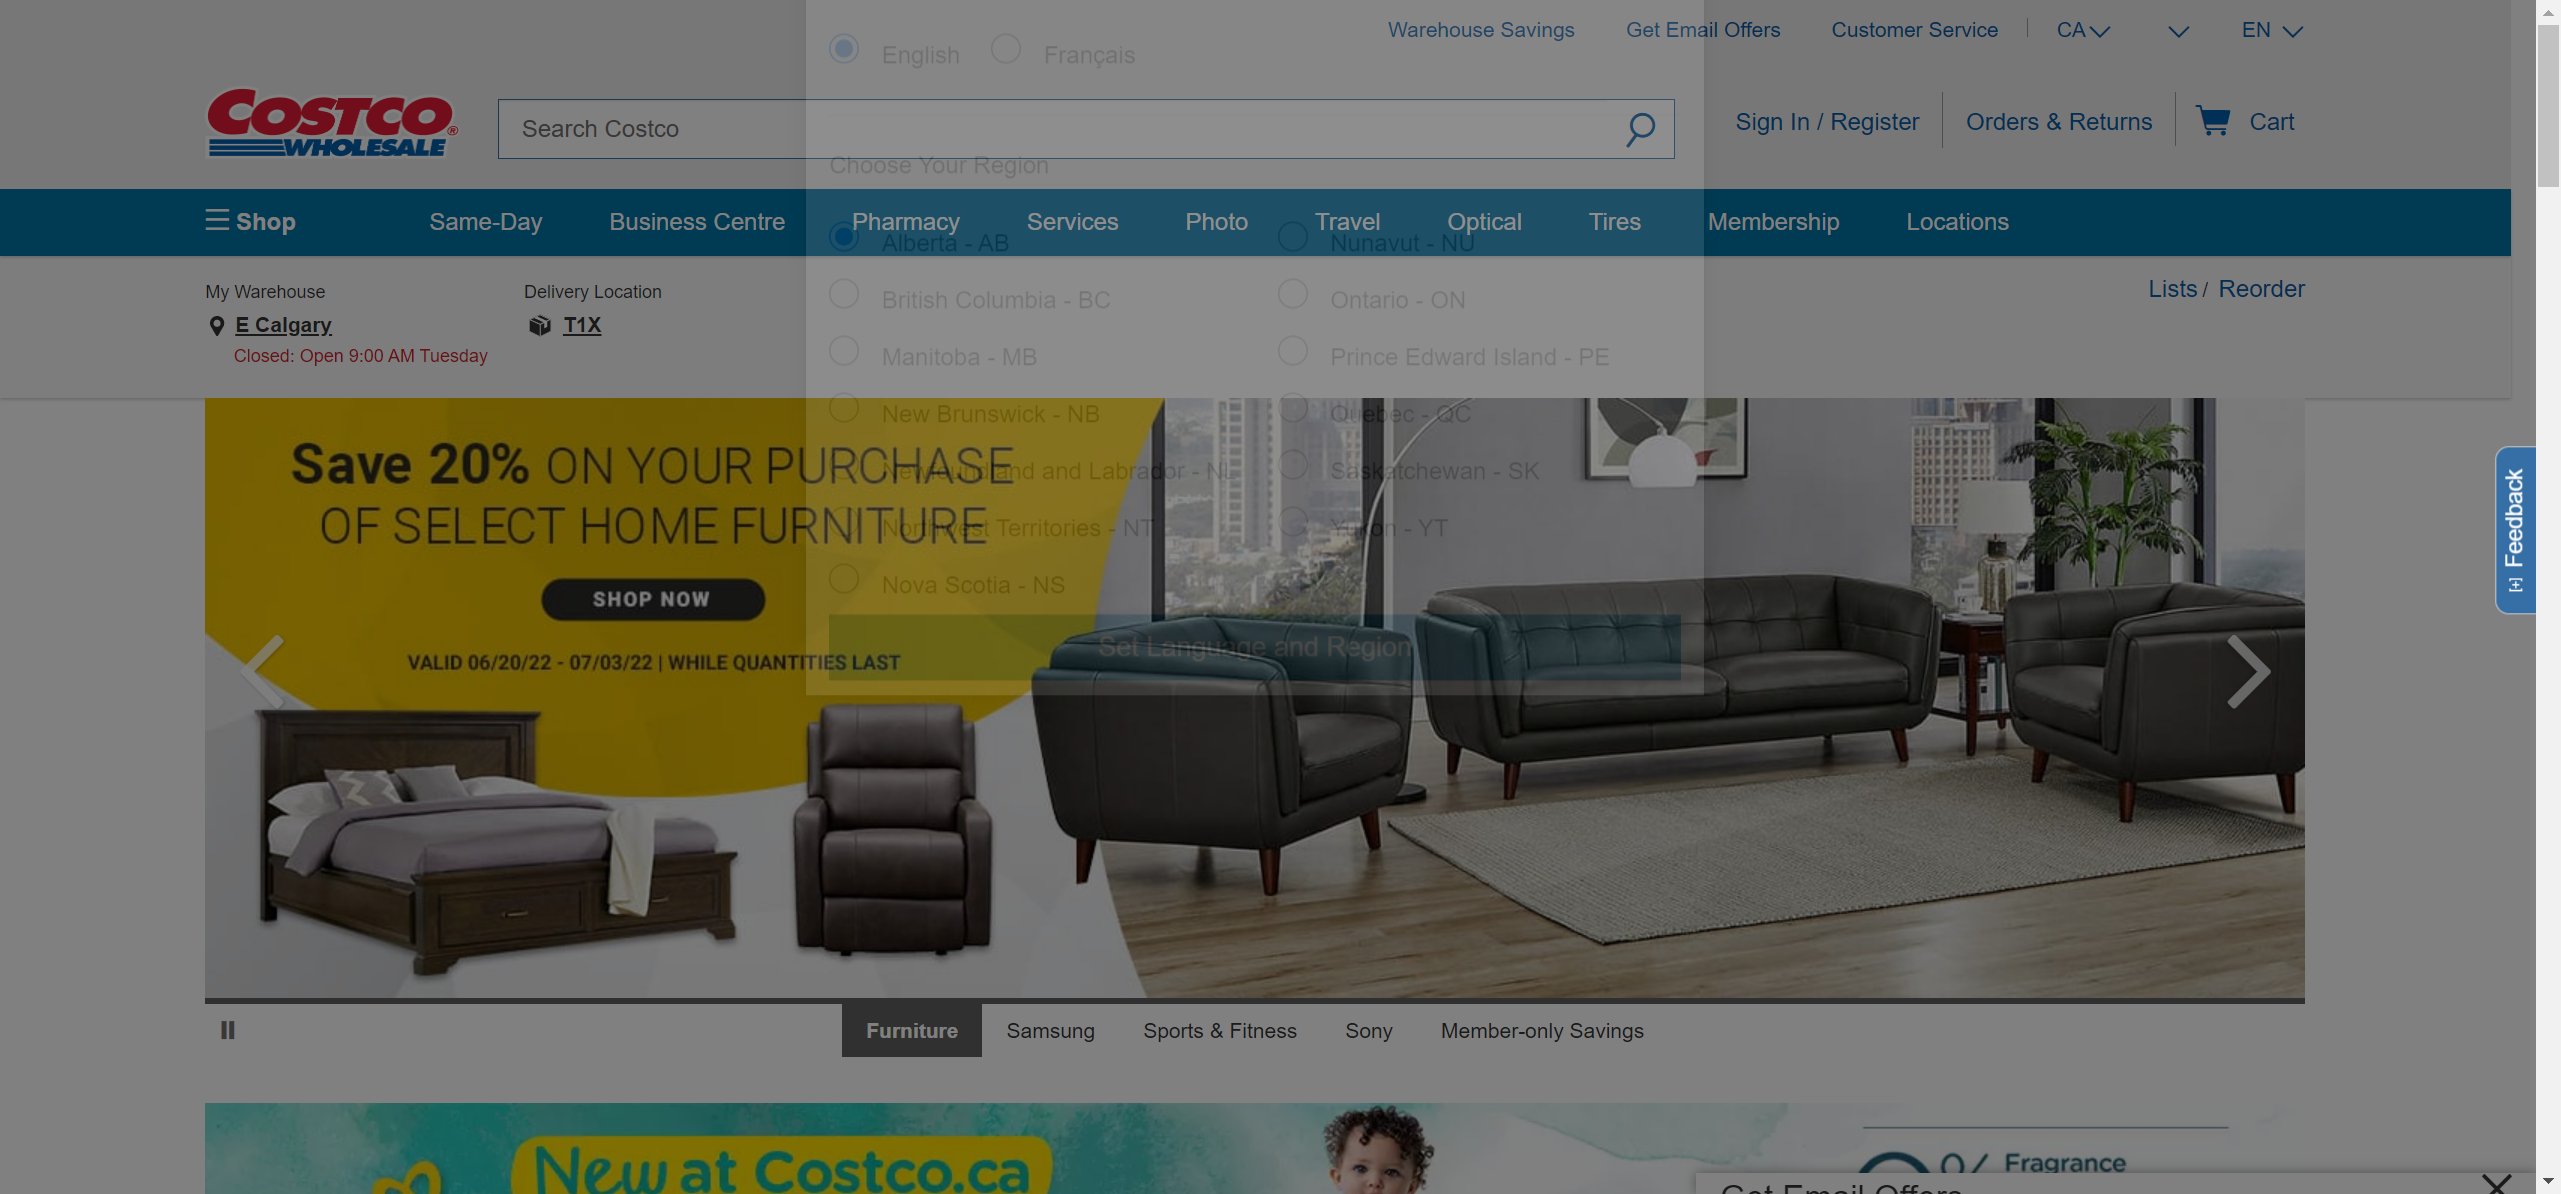 Warehouse Savings
Get Email Offers
Customer Service
CA
EN
English
Français
COSTCO
WHOLESALE
Search Costco
Sign In / Register
Orders & Returns
Cart
Choose Your Region
Shop
Same-Day
Business Centre
Pharmacy
Services
Photo
Travel
Optical
Tires
Membership
Locations
Alberta - AB
Nunavut - NU
British Columbia - BC
Ontario - ON
Manitoba - MB
Prince Edward Island - PE
New Brunswick - NB
Quebec - QC
Newfoundland and Labrador - NL
Saskatchewan - SK
Northwest Territories - NT
Yukon - YT
Nova Scotia - NS
Set Language and Region
My Warehouse
E Calgary
Closed: Open 9:00 AM Tuesday
Delivery Location
T1X
Lists / Reorder
Save 20% ON YOUR PURCHASE
OF SELECT HOME FURNITURE
SHOP NOW
VALID 06/20/22 - 07/03/22 | WHILE QUANTITIES LAST
[+] Feedback
Furniture
Samsung
Sports & Fitness
Sony
Member-only Savings
New at Costco.ca
% Fragrance
Get Email Offers